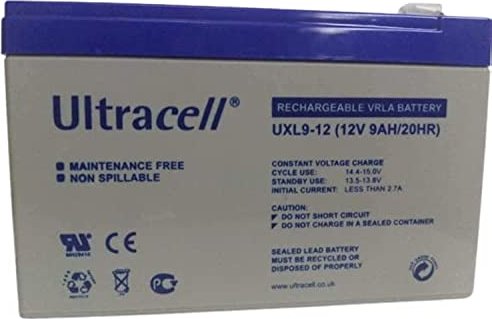 Ultracell®
RECHARGEABLE VRLA BATTERY
UXL9-12 (12V 9AH/20HR)
MAINTENANCE FREE
NON SPILLABLE
CONSTANT VOLTAGE CHARGE
CYCLE USE: 14.4-15.0V
STANDBY USE: 13.5-13.8V
INITIAL CURRENT: LESS THAN 2.7A
CAUTION:
DO NOT SHORT CIRCUIT
DO NOT CHARGE IN A SEALED CONTAINER
CE
SEALED LEAD BATTERY
MUST BE RECYCLED OR
DISPOSED OF PROPERLY
Pb
www.ultracell.co.uk